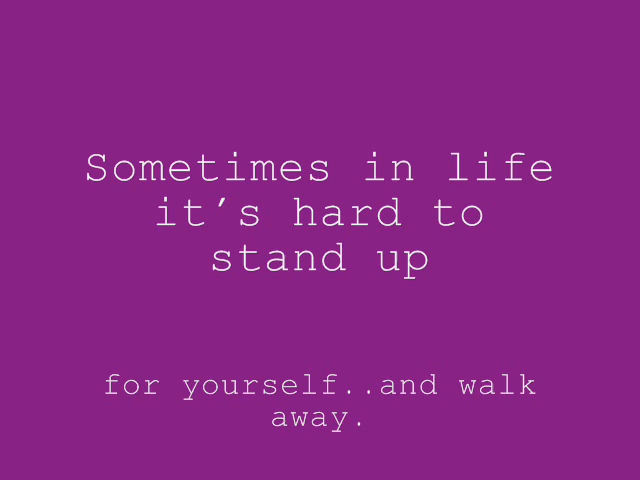 Sometimes in life
it’s hard to
stand up
for yourself..and walk
away.